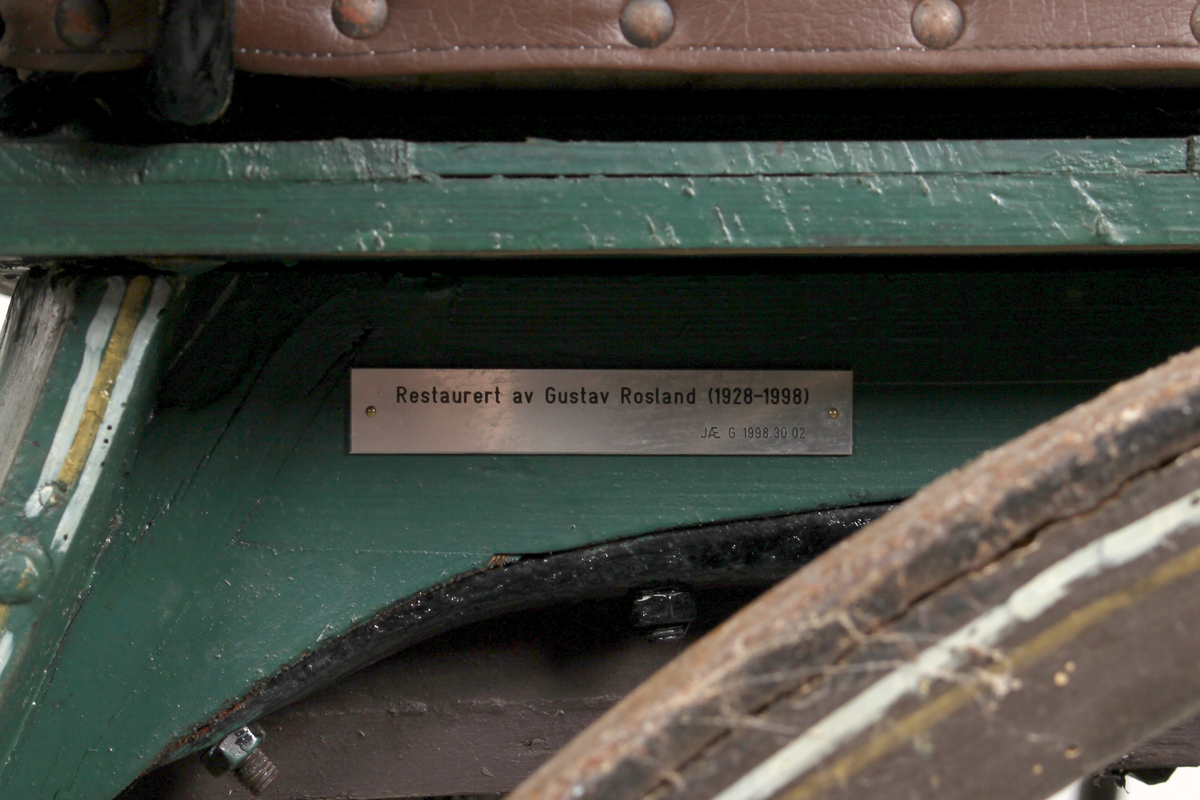 Restaurert av Gustav Rosland (1928-1998)
JÆ G 1998.30 02